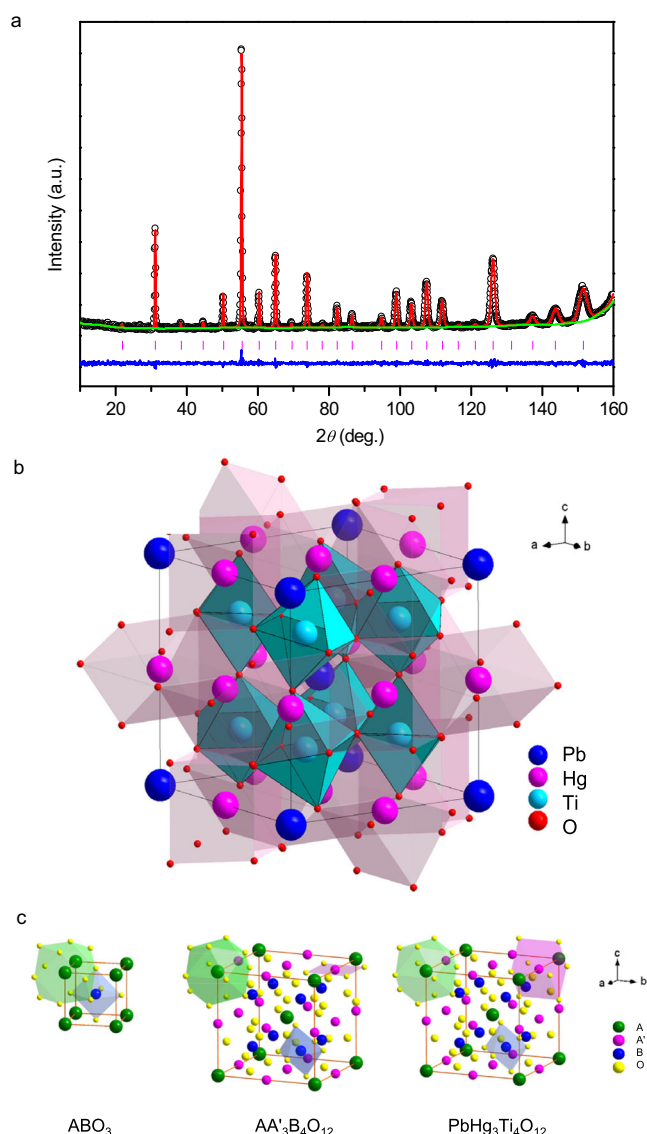 a
Intensity (a.u.)
20 40 60 80 100 120 140 160
2θ (deg.)
b
c
a
b
Pb
Hg
Ti
O
c
c
a
b
A
A'
B
O
ABO₃
AA'₃B₄O₁₂
PbHg₃Ti₄O₁₂